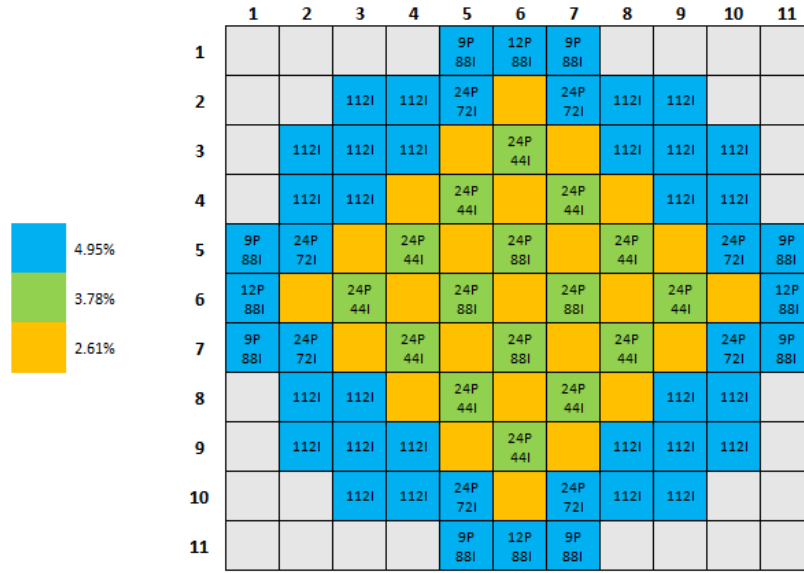 1 2 3 4 5 6 7 8 9 10 11
1 9P 12P 9P
88I 88I 88I
2 112I 112I 24P 24P 112I 112I
72I 72I
3 112I 112I 112I 24P 112I 112I 112I
44I
4 112I 112I 24P 24P 112I 112I
44I 44I
4.95%
5 9P 24P 24P 24P 24P 24P 9P
88I 72I 44I 88I 44I 72I 88I
3.78%
6 12P 24P 24P 24P 24P 12P
88I 44I 88I 88I 44I 88I
2.61%
7 9P 24P 24P 24P 24P 24P 9P
88I 72I 44I 88I 44I 72I 88I
8 112I 112I 24P 24P 112I 112I
44I 44I
9 112I 112I 112I 24P 112I 112I 112I
44I
10 112I 112I 24P 24P 112I 112I
72I 72I
11 9P 12P 9P
88I 88I 88I